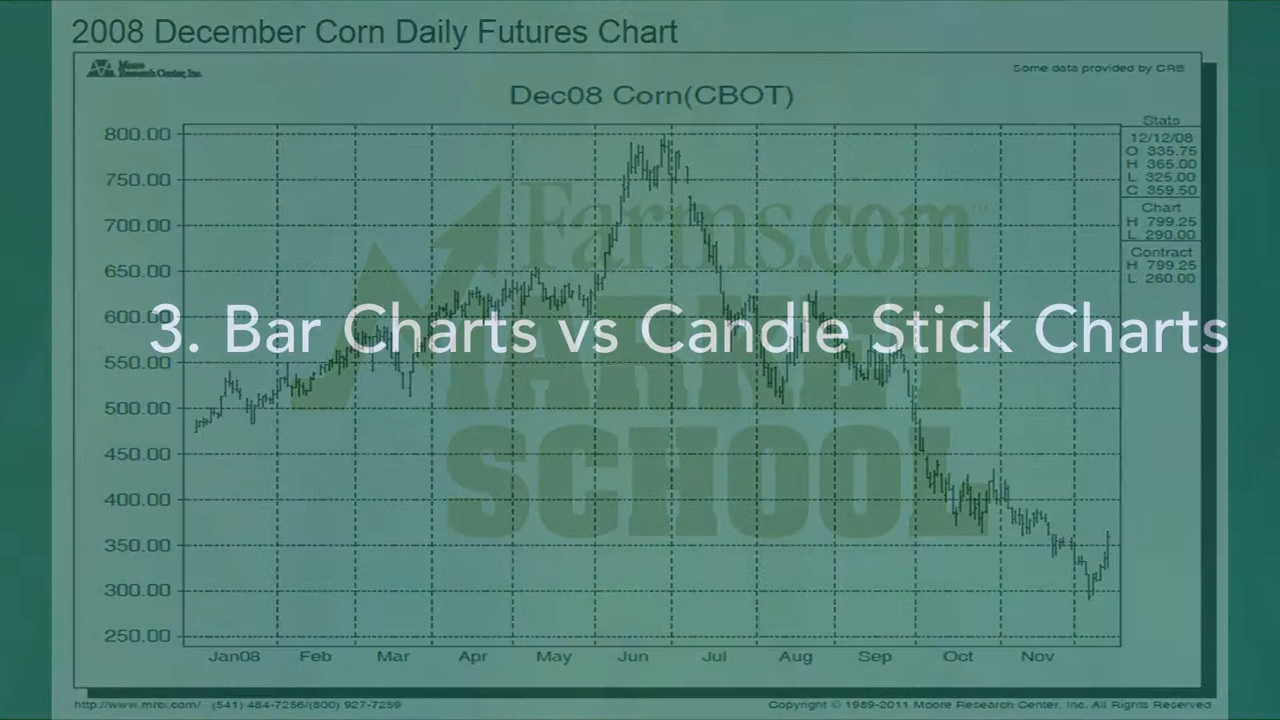 2008 December Corn Daily Futures Chart
Moore
Research Center, Inc.
Some data provided by CRB
Dec08 Corn(CBOT)
Stats
12/12/08
O 335.75
H 365.00
L 325.00
C 359.50
Chart
H 799.25
L 290.00
Contract
H 799.25
L 260.00
800.00
750.00
700.00
650.00
600.00
550.00
500.00
450.00
400.00
350.00
300.00
250.00
Farms.com™
MARKET
SCHOOL
3. Bar Charts vs Candle Stick Charts
Jan08 Feb Mar Apr May Jun Jul Aug Sep Oct Nov
http://www.mrci.com/ (541) 484-7256/(800) 927-7259
Copyright © 1989-2011 Moore Research Center, Inc. All Rights Reserved